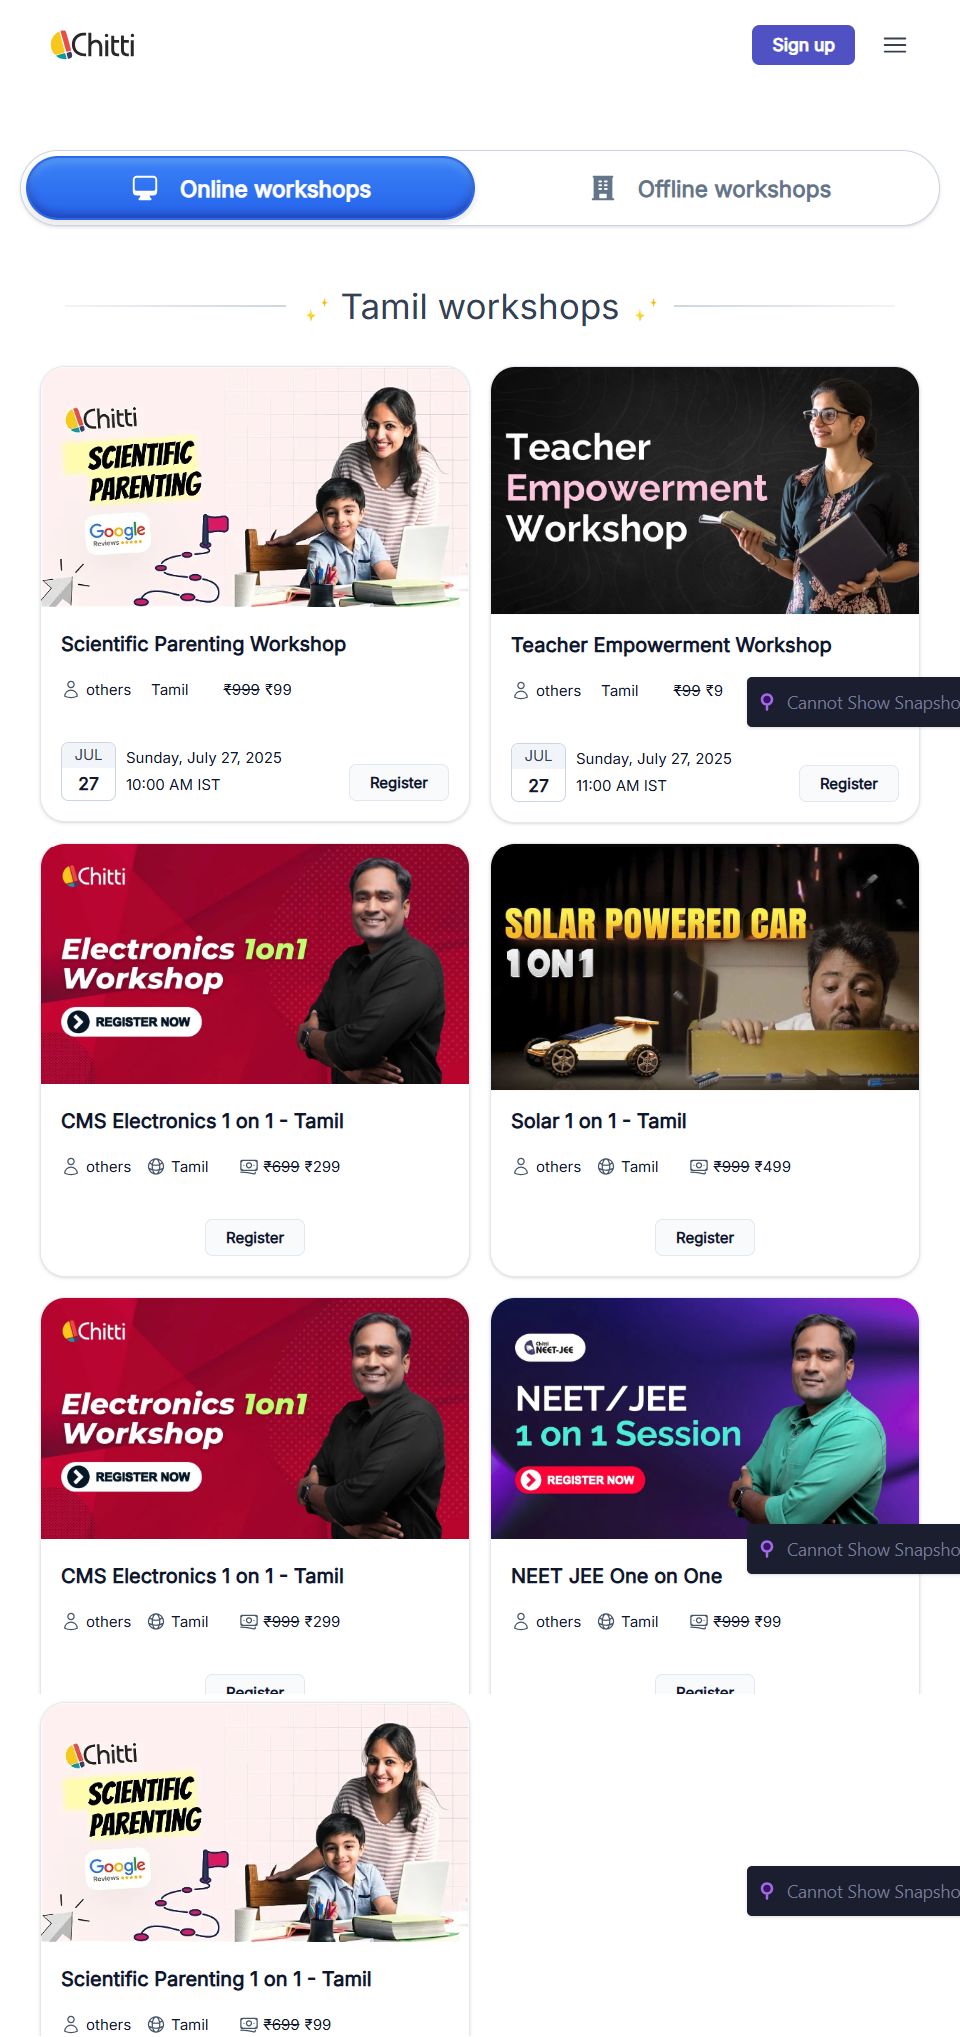 Chitti
Sign up
Online workshops
Offline workshops
Tamil workshops
Chitti
SCIENTIFIC
PARENTING
Google
Reviews
Scientific Parenting Workshop
others Tamil ₹999 ₹99
JUL
27
Sunday, July 27, 2025
10:00 AM IST
Register
Teacher
Empowerment
Workshop
Teacher Empowerment Workshop
others Tamil ₹99 ₹9
Cannot Show Snapsho
JUL
27
Sunday, July 27, 2025
11:00 AM IST
Register
Chitti
Electronics 1on1
Workshop
REGISTER NOW
CMS Electronics 1 on 1 - Tamil
others Tamil ₹699 ₹299
Register
SOLAR POWERED CAR
1 ON 1
Solar 1 on 1 - Tamil
others Tamil ₹999 ₹499
Register
Chitti
Electronics 1on1
Workshop
REGISTER NOW
CMS Electronics 1 on 1 - Tamil
others Tamil ₹999 ₹299
Register
Chitti
NEET-JEE
NEET/JEE
1 on 1 Session
REGISTER NOW
Cannot Show Snapsho
NEET JEE One on One
others Tamil ₹999 ₹99
Register
Chitti
SCIENTIFIC
PARENTING
Google
Reviews
Scientific Parenting 1 on 1 - Tamil
others Tamil ₹699 ₹99
Cannot Show Snapsho